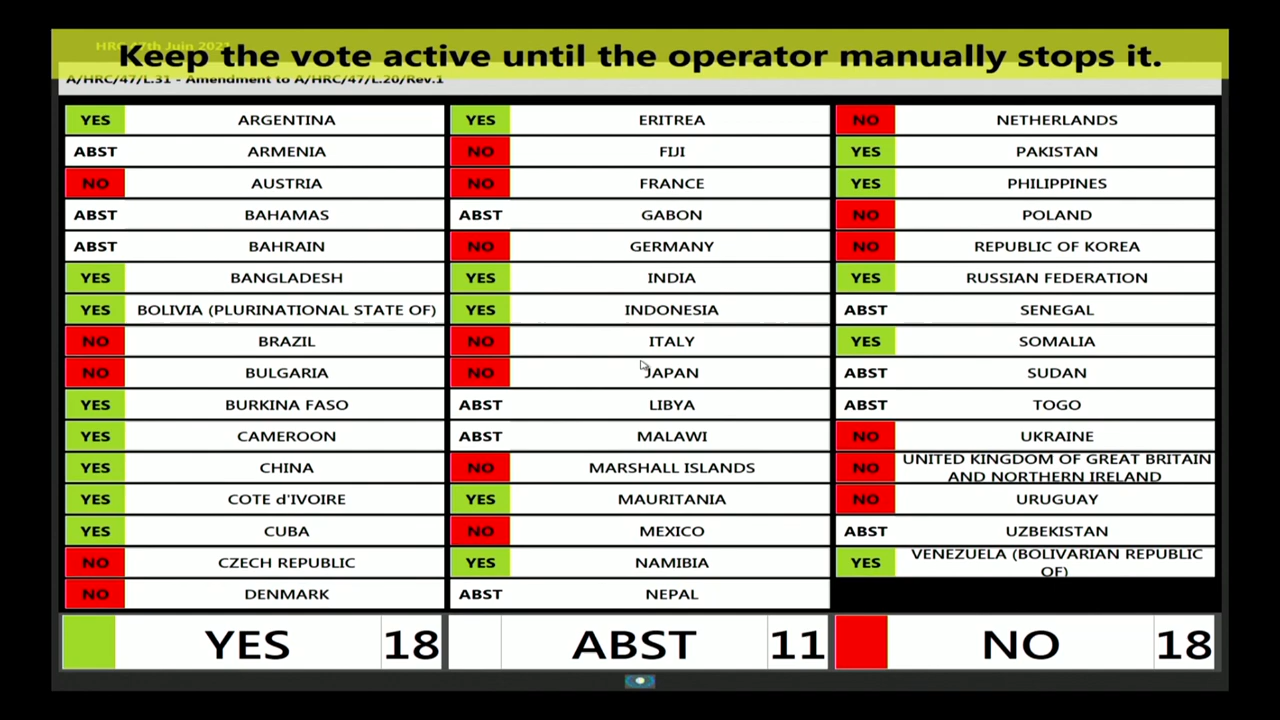 HRC 47th Juin 2021
Keep the vote active until the operator manually stops it.
A/HRC/47/L.31 - Amendment to A/HRC/47/L.20/Rev.1
YES ARGENTINA
ABST ARMENIA
NO AUSTRIA
ABST BAHAMAS
ABST BAHRAIN
YES BANGLADESH
YES BOLIVIA (PLURINATIONAL STATE OF)
NO BRAZIL
NO BULGARIA
YES BURKINA FASO
YES CAMEROON
YES CHINA
YES COTE d'IVOIRE
YES CUBA
NO CZECH REPUBLIC
NO DENMARK
YES ERITREA
NO FIJI
NO FRANCE
ABST GABON
NO GERMANY
YES INDIA
YES INDONESIA
NO ITALY
NO JAPAN
ABST LIBYA
ABST MALAWI
NO MARSHALL ISLANDS
YES MAURITANIA
NO MEXICO
YES NAMIBIA
ABST NEPAL
NO NETHERLANDS
YES PAKISTAN
YES PHILIPPINES
NO POLAND
NO REPUBLIC OF KOREA
YES RUSSIAN FEDERATION
ABST SENEGAL
YES SOMALIA
ABST SUDAN
ABST TOGO
NO UKRAINE
NO UNITED KINGDOM OF GREAT BRITAIN
AND NORTHERN IRELAND
NO URUGUAY
ABST UZBEKISTAN
YES VENEZUELA (BOLIVARIAN REPUBLIC
OF)
YES 18
ABST 11
NO 18